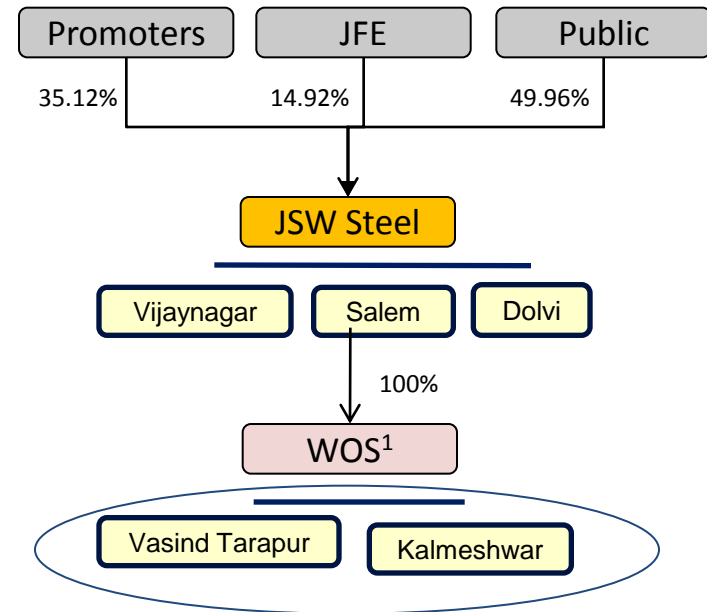 Promoters
JFE
Public
35.12%
14.92%
49.96%
JSW Steel
Vijaynagar
Salem
Dolvi
100%
WOS¹
Vasind Tarapur
Kalmeshwar